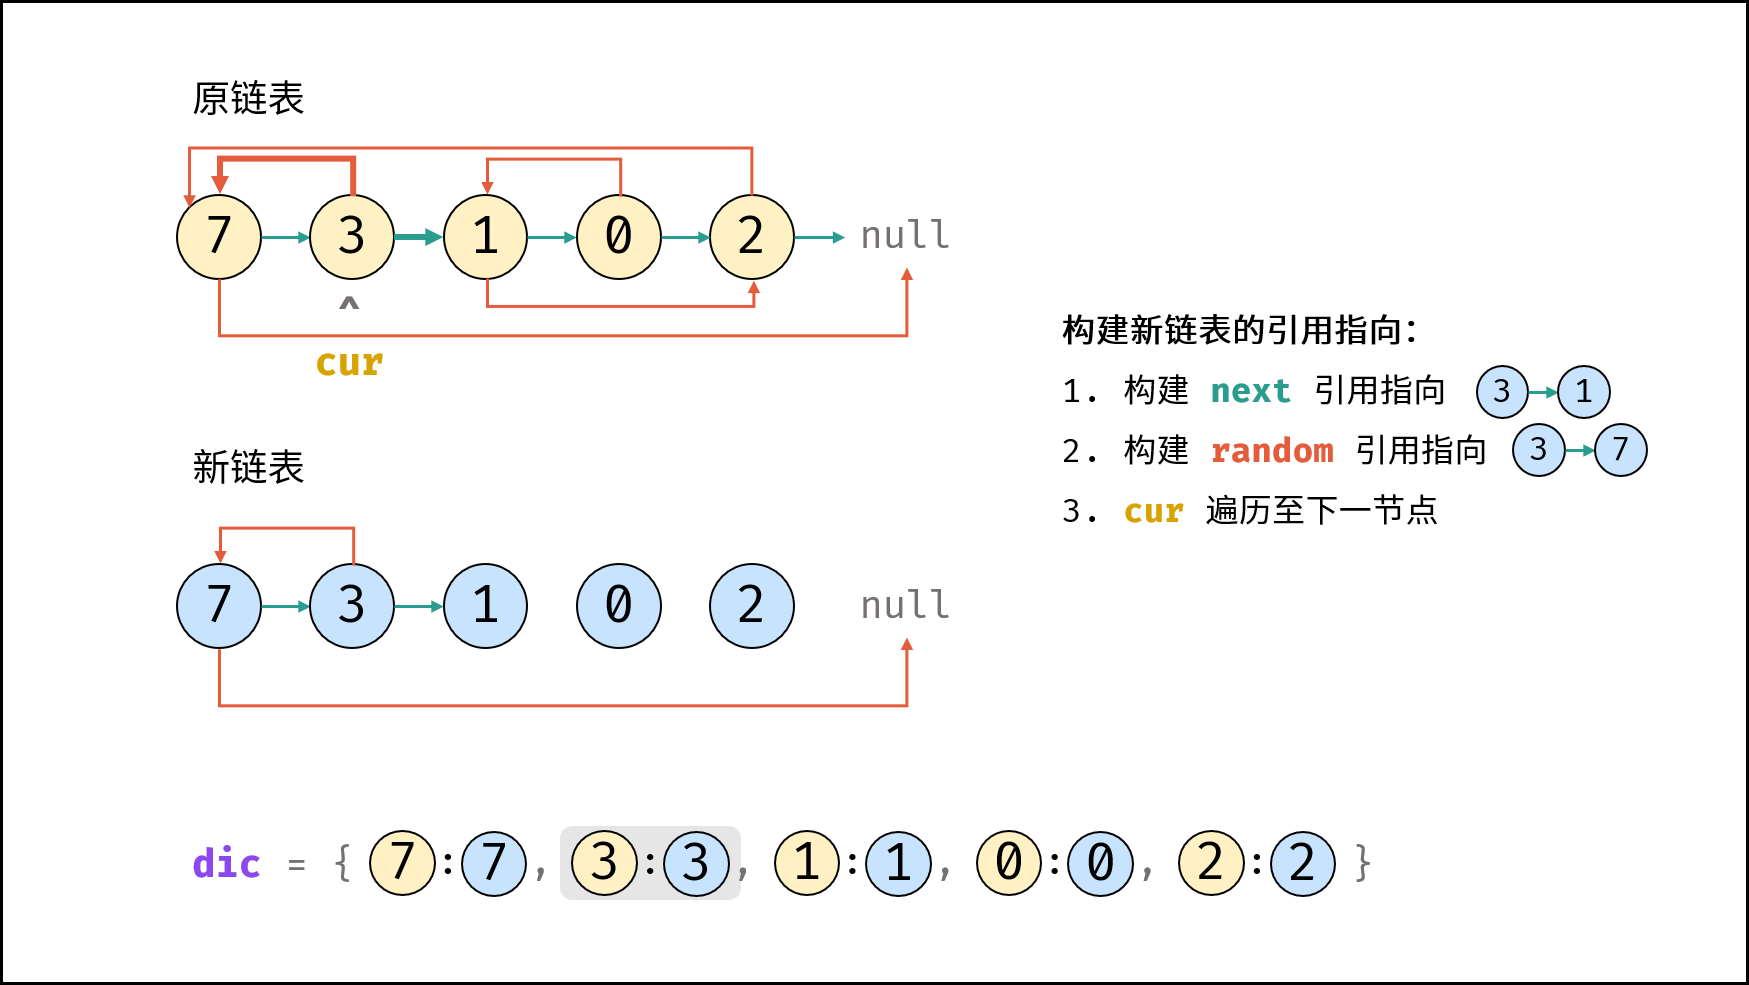 原链表
7 3 1 0 2 null
^
cur
构建新链表的引用指向:
1. 构建 next 引用指向 3 1
2. 构建 random 引用指向 3 7
3. cur 遍历至下一节点
新链表
7 3 1 0 2 null
dic = { 7:7, 3:3, 1:1, 0:0, 2:2 }